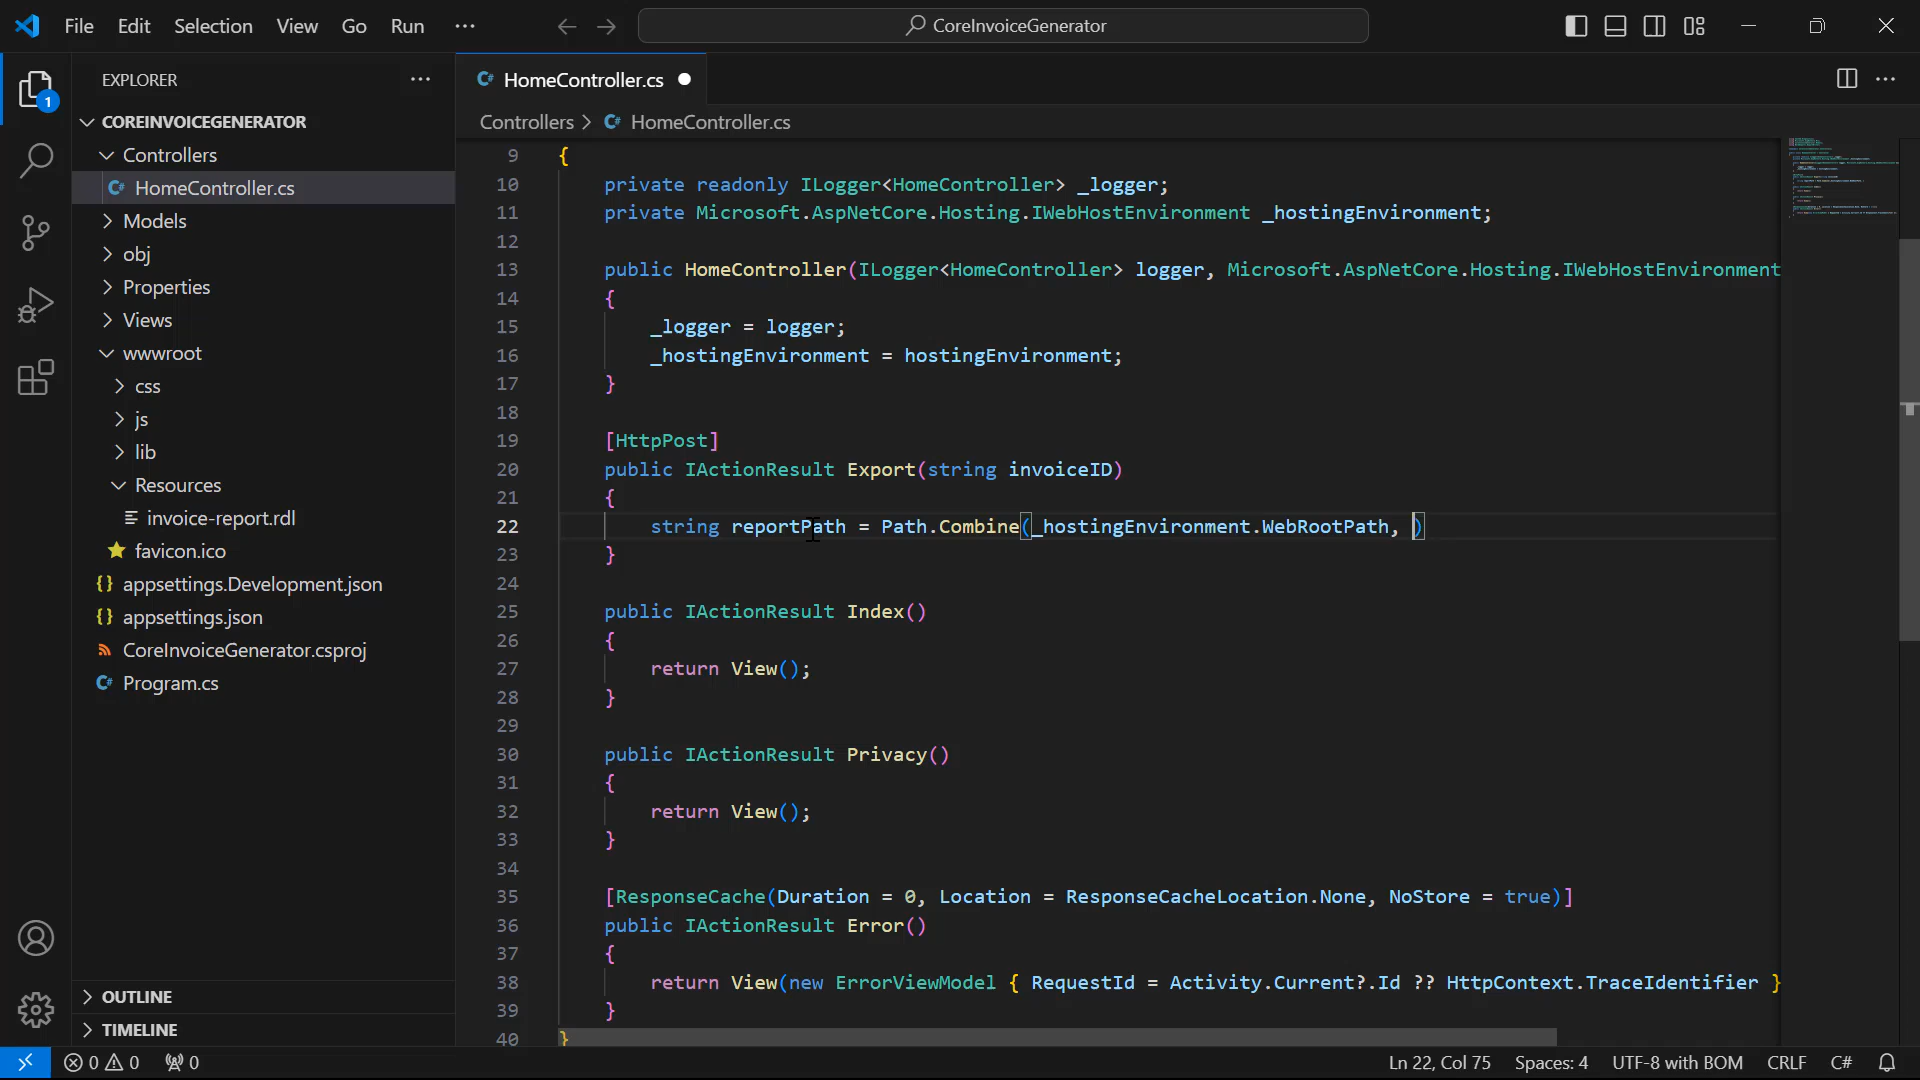 File Edit Selection View Go Run ···
CoreInvoiceGenerator
EXPLORER ···
1
COREINVOICEGENERATOR
Controllers
HomeController.cs
Models
obj
Properties
Views
wwwroot
css
js
lib
Resources
invoice-report.rdl
favicon.ico
{} appsettings.Development.json
{} appsettings.json
CoreInvoiceGenerator.csproj
C# Program.cs
OUTLINE
TIMELINE
C# HomeController.cs
Controllers > C# HomeController.cs
9 {
10 private readonly ILogger<HomeController> _logger;
11 private Microsoft.AspNetCore.Hosting.IWebHostEnvironment _hostingEnvironment;
12
13 public HomeController(ILogger<HomeController> logger, Microsoft.AspNetCore.Hosting.IWebHostEnvironment
14 {
15 _logger = logger;
16 _hostingEnvironment = hostingEnvironment;
17 }
18
19 [HttpPost]
20 public IActionResult Export(string invoiceID)
21 {
22 string reportPath = Path.Combine(_hostingEnvironment.WebRootPath, )
23 }
24
25 public IActionResult Index()
26 {
27 return View();
28 }
29
30 public IActionResult Privacy()
31 {
32 return View();
33 }
34
35 [ResponseCache(Duration = 0, Location = ResponseCacheLocation.None, NoStore = true)]
36 public IActionResult Error()
37 {
38 return View(new ErrorViewModel { RequestId = Activity.Current?.Id ?? HttpContext.TraceIdentifier }
39 }
40 }
0 0 0 Ln 22, Col 75 Spaces: 4 UTF-8 with BOM CRLF C#